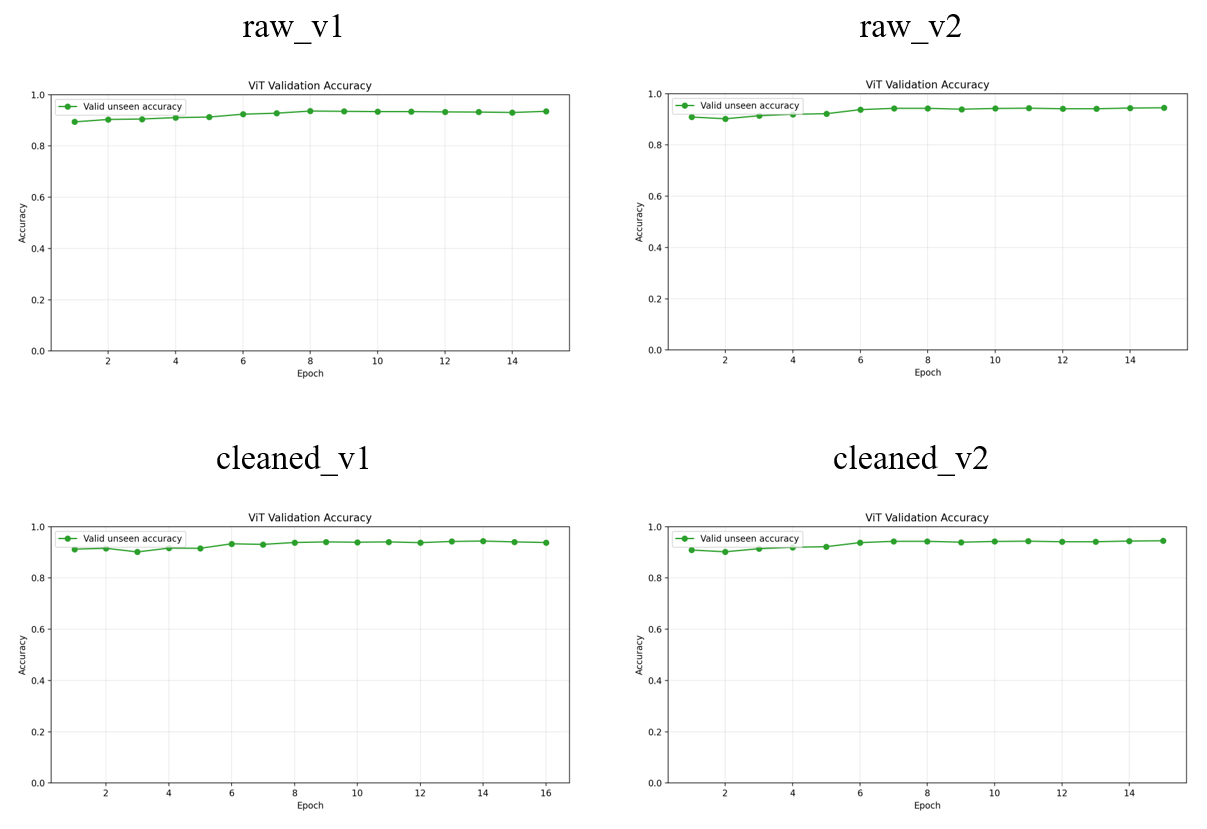 raw_v1
raw_v2
ViT Validation Accuracy
Valid unseen accuracy
1.0
0.8
0.6
0.4
0.2
0.0
Accuracy
2 4 6 8 10 12 14
Epoch
ViT Validation Accuracy
Valid unseen accuracy
1.0
0.8
0.6
0.4
0.2
0.0
Accuracy
2 4 6 8 10 12 14
Epoch
cleaned_v1
cleaned_v2
ViT Validation Accuracy
Valid unseen accuracy
1.0
0.8
0.6
0.4
0.2
0.0
Accuracy
2 4 6 8 10 12 14 16
Epoch
ViT Validation Accuracy
Valid unseen accuracy
1.0
0.8
0.6
0.4
0.2
0.0
Accuracy
2 4 6 8 10 12 14
Epoch